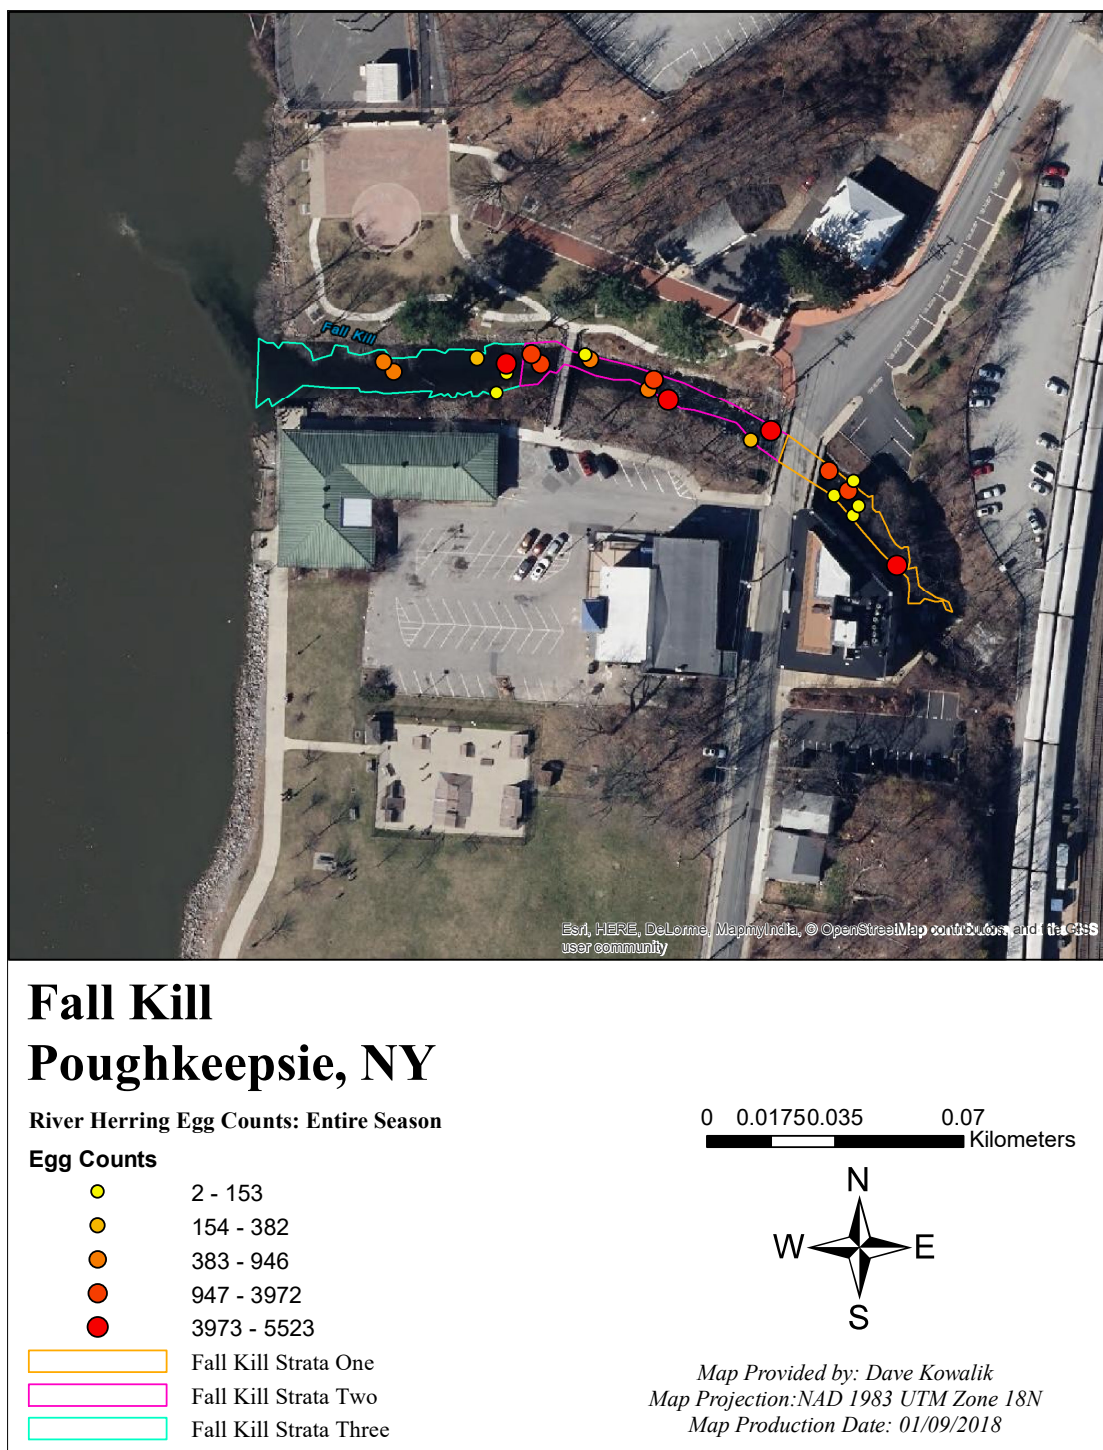 Fall Kill
Esri, HERE, DeLorme, MapmyIndia, © OpenStreetMap contributors, and the GIS
user community
Fall Kill
Poughkeepsie, NY
River Herring Egg Counts: Entire Season
Egg Counts
2 - 153
154 - 382
383 - 946
947 - 3972
3973 - 5523
Fall Kill Strata One
Fall Kill Strata Two
Fall Kill Strata Three
0 0.0175 0.035 0.07
Kilometers
N
W E
S
Map Provided by: Dave Kowalik
Map Projection:NAD 1983 UTM Zone 18N
Map Production Date: 01/09/2018